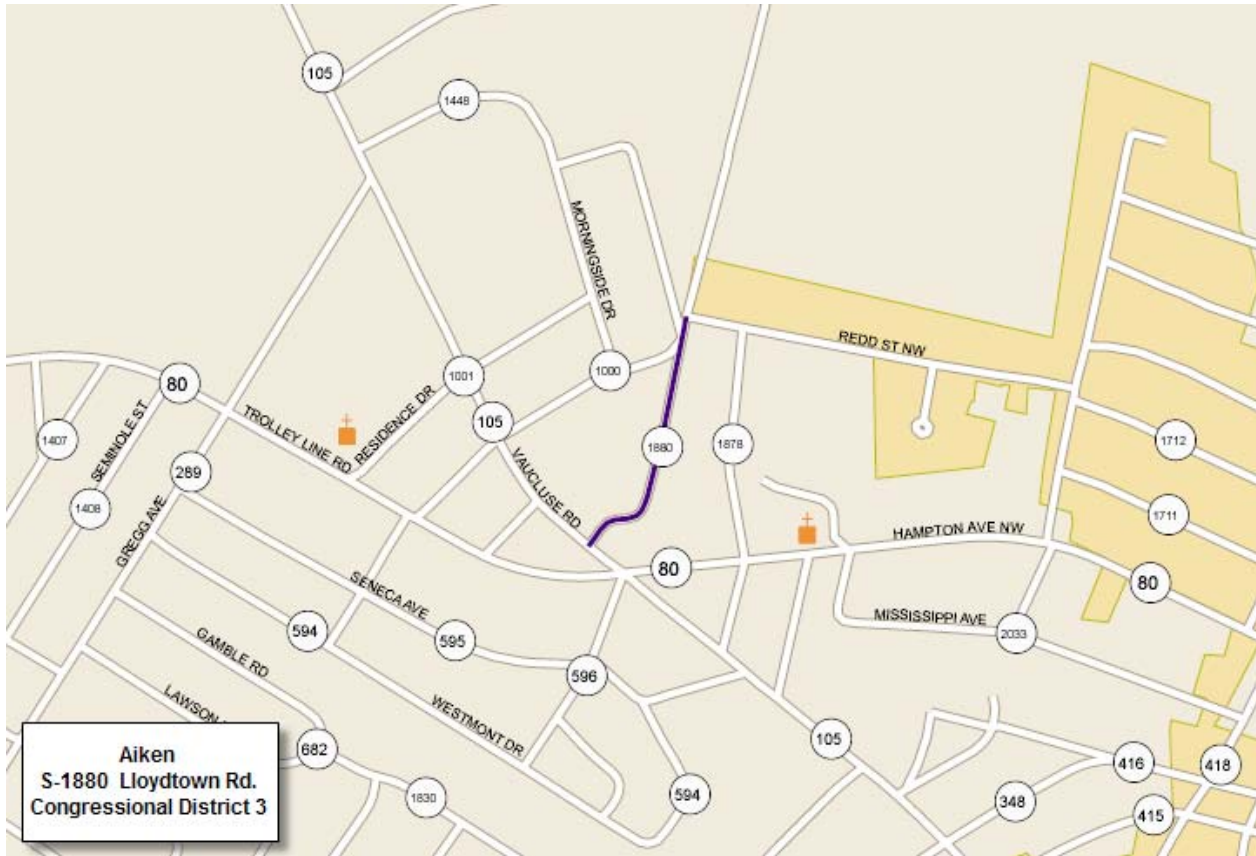 105
1448
MORNINGSIDE DR
REDD ST NW
1000
1001
80
RESIDENCE DR
TROLLEY LINE RD
105
SEMINOLE ST
1407
1880
1878
1712
VAUCLUSE RD
289
1408
GREGG AVE
1711
HAMPTON AVE NW
80
80
SENECA AVE
MISSISSIPPI AVE
594
595
2033
GAMBLE RD
596
WESTMONT DR
LAWSON
682
105
416
418
594
1830
348
415
Aiken
S-1880 Lloydtown Rd.
Congressional District 3